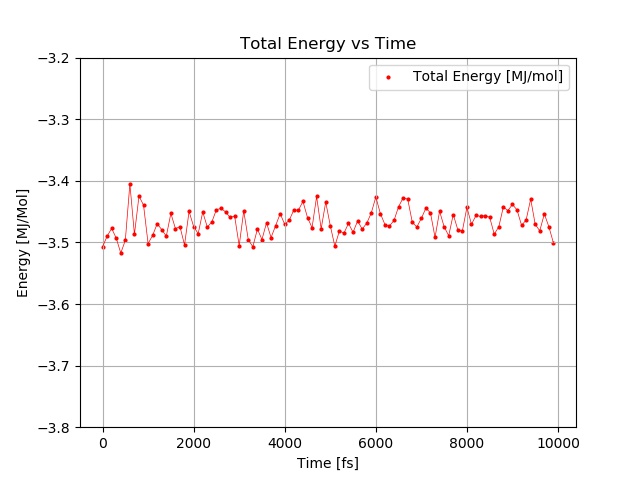 Total Energy vs Time
Total Energy [MJ/mol]
Energy [MJ/Mol]
−3.2
−3.3
−3.4
−3.5
−3.6
−3.7
−3.8
0 2000 4000 6000 8000 10000
Time [fs]